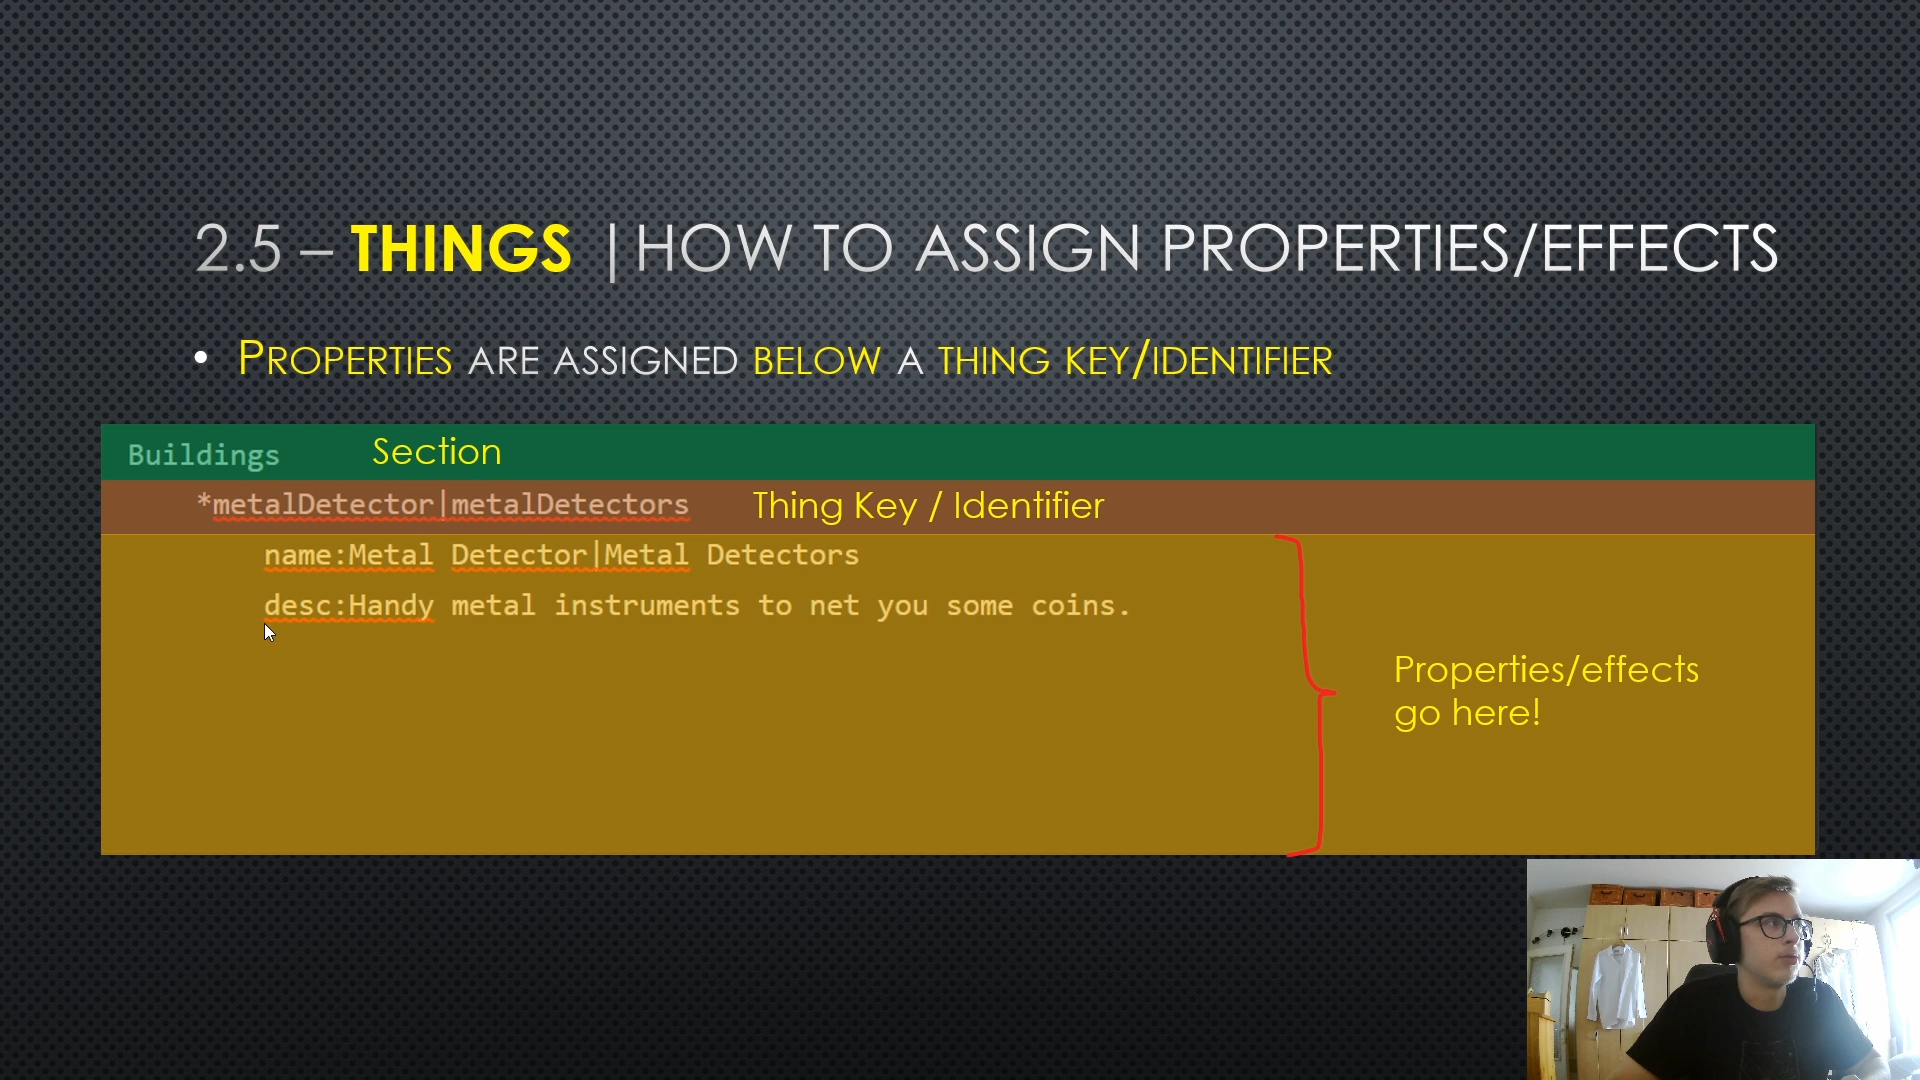 2.5 – THINGS | HOW TO ASSIGN PROPERTIES/EFFECTS
• PROPERTIES ARE ASSIGNED BELOW A THING KEY/IDENTIFIER
Buildings Section
*metalDetector|metalDetectors Thing Key / Identifier
name:Metal Detector|Metal Detectors
desc:Handy metal instruments to net you some coins.
Properties/effects
go here!